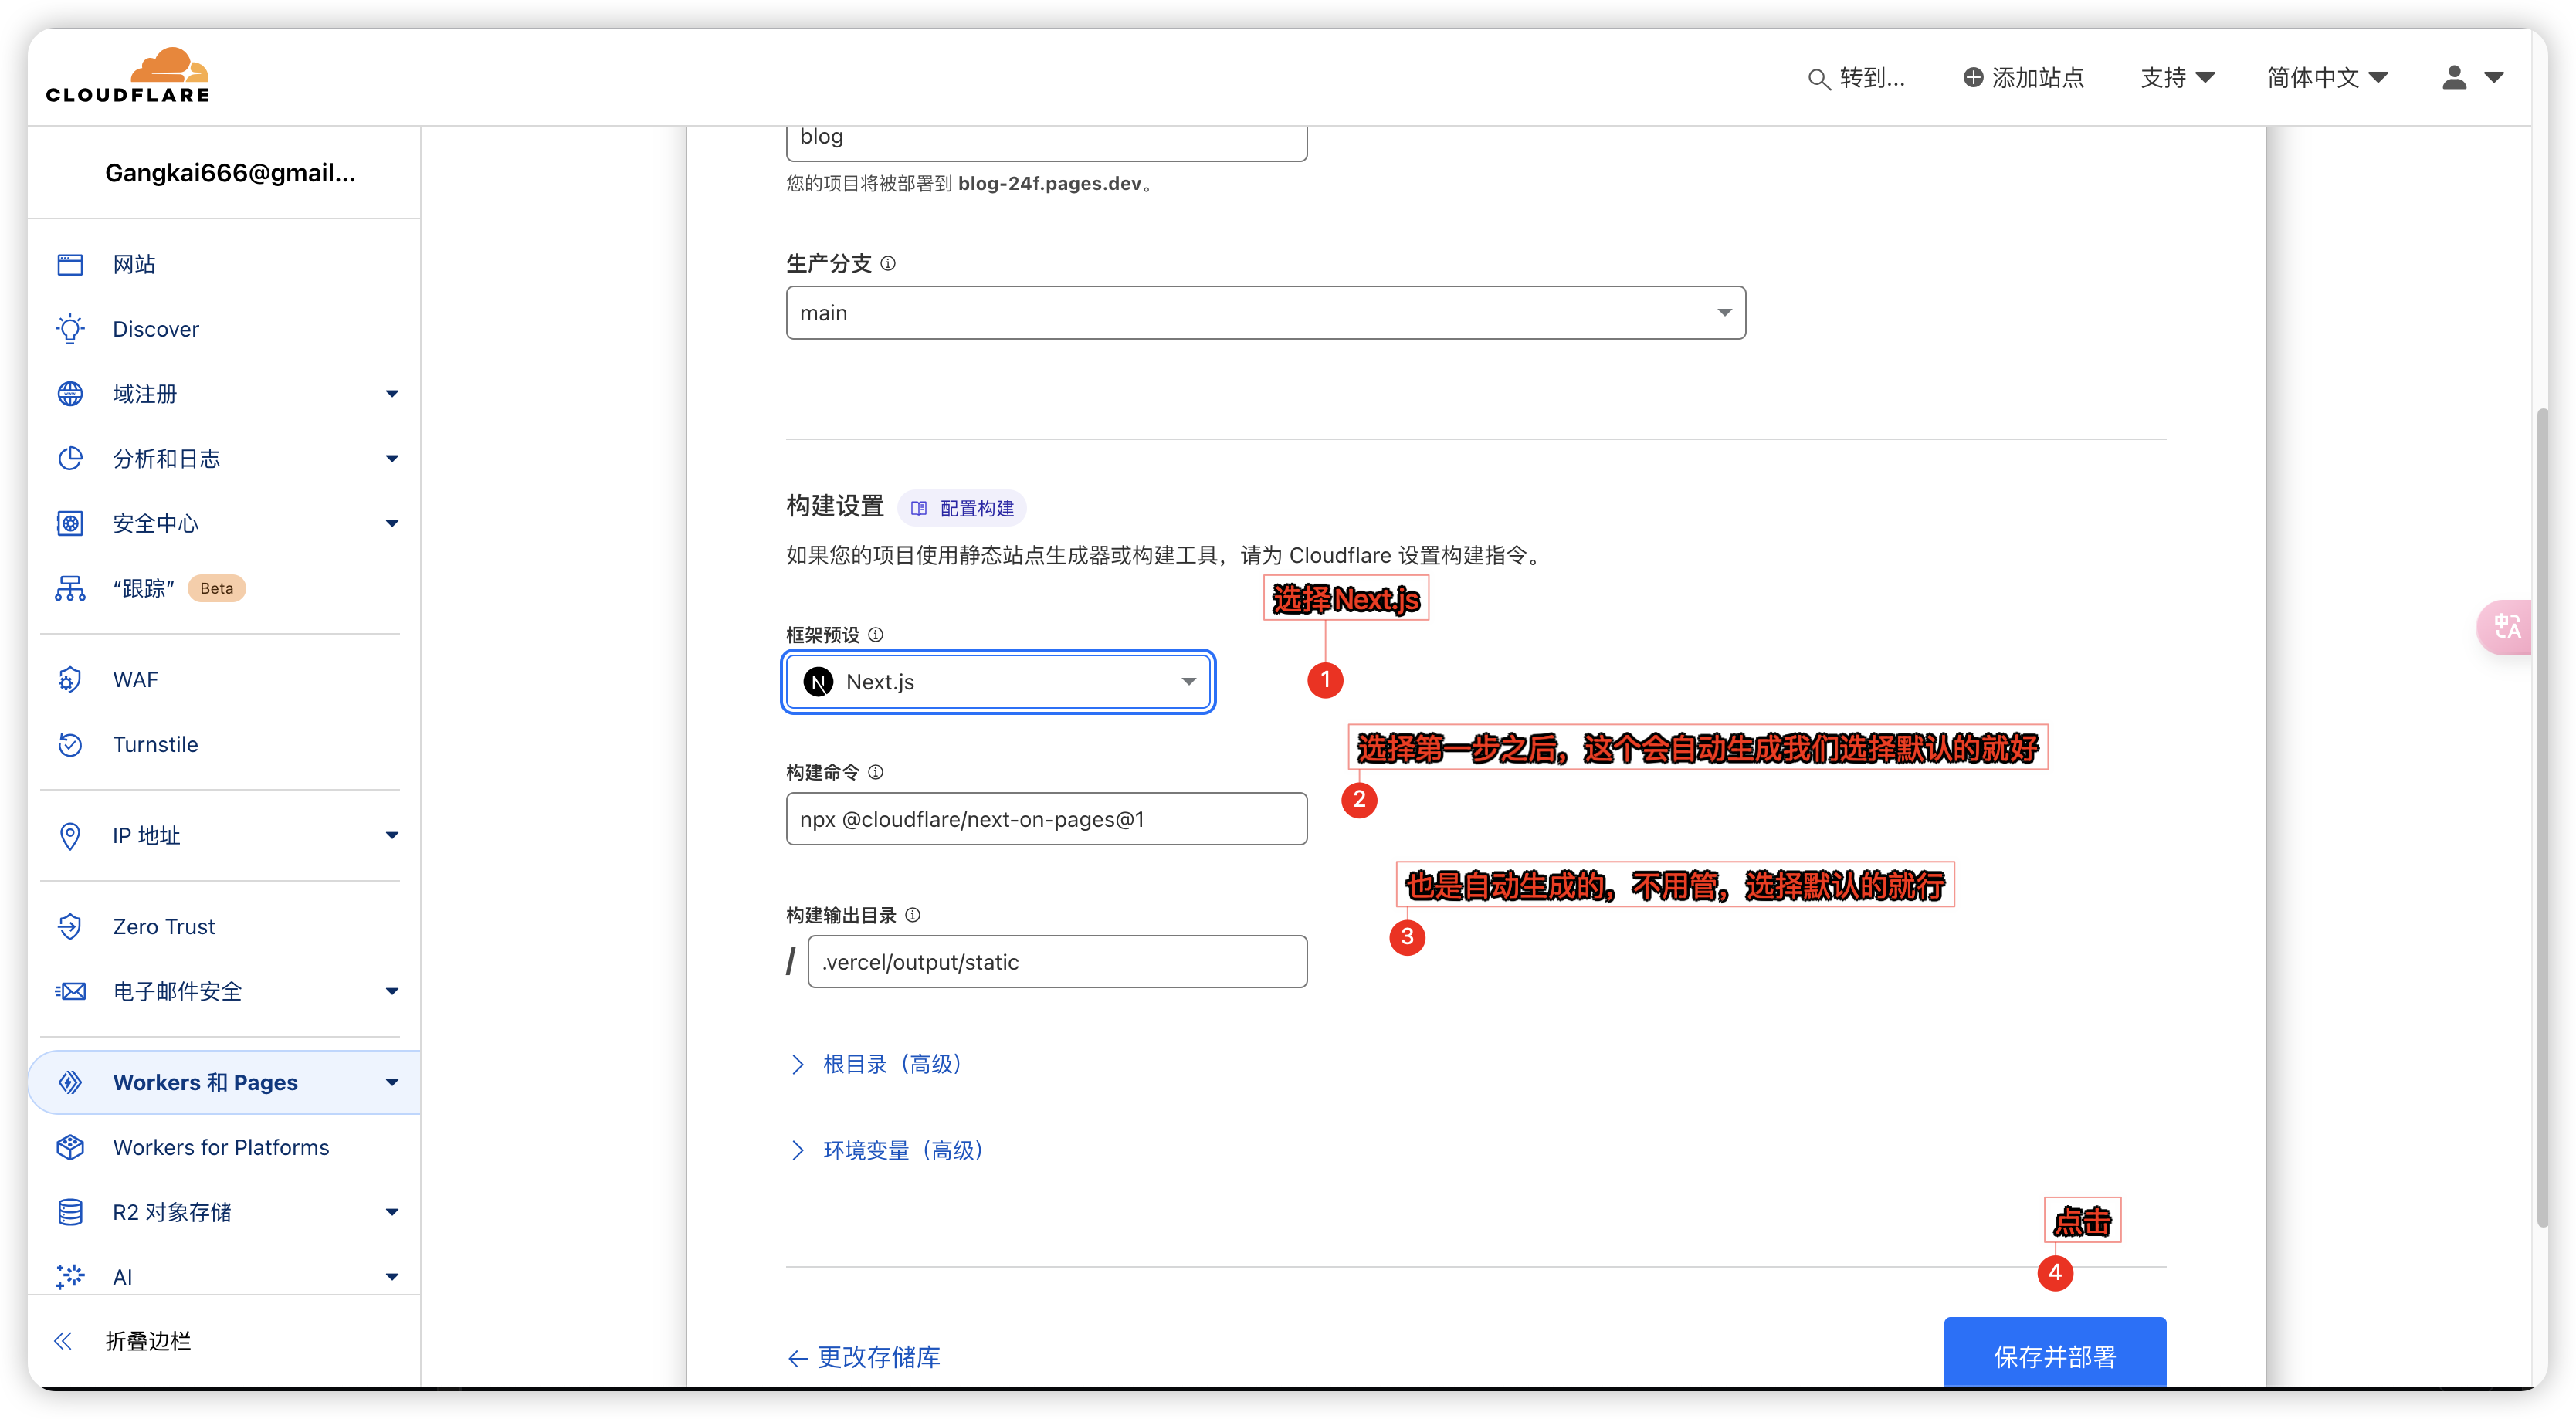 CLOUDFLARE
转到...
添加站点
支持
简体中文
Gangkai666@gmail...
网站
Discover
域注册
分析和日志
安全中心
“跟踪” Beta
WAF
Turnstile
IP 地址
Zero Trust
电子邮件安全
Workers 和 Pages
Workers for Platforms
R2 对象存储
AI
折叠边栏
blog
您的项目将被部署到 blog-24f.pages.dev。
生产分支
main
构建设置 配置构建
如果您的项目使用静态站点生成器或构建工具，请为 Cloudflare 设置构建指令。
选择Next.js
框架预设
Next.js
1
选择第一步之后，这个会自动生成我们选择默认的就好
构建命令
2
npx @cloudflare/next-on-pages@1
也是自动生成的，不用管，选择默认的就行
构建输出目录
3
/ .vercel/output/static
根目录（高级）
环境变量（高级）
点击
4
更改存储库
保存并部署
中A